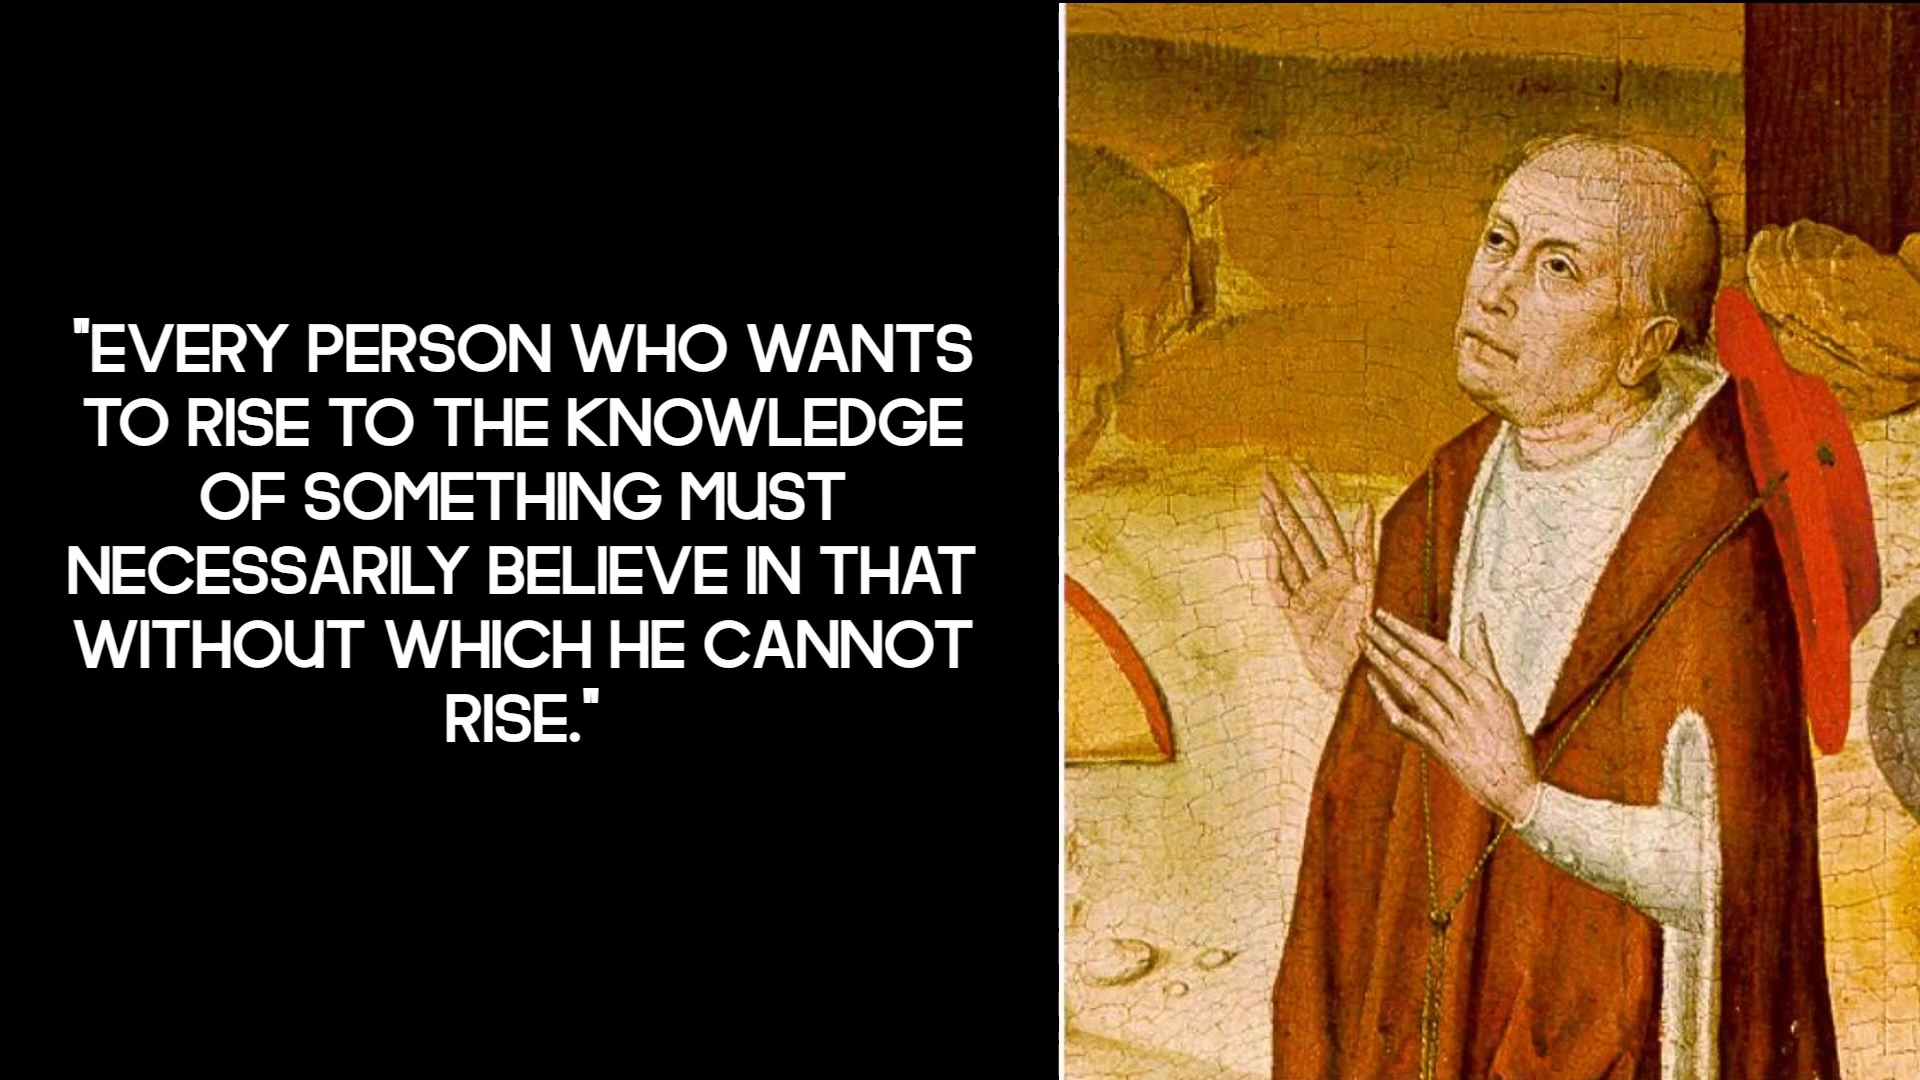 "EVERY PERSON WHO WANTS
TO RISE TO THE KNOWLEDGE
OF SOMETHING MUST
NECESSARILY BELIEVE IN THAT
WITHOUT WHICH HE CANNOT
RISE."